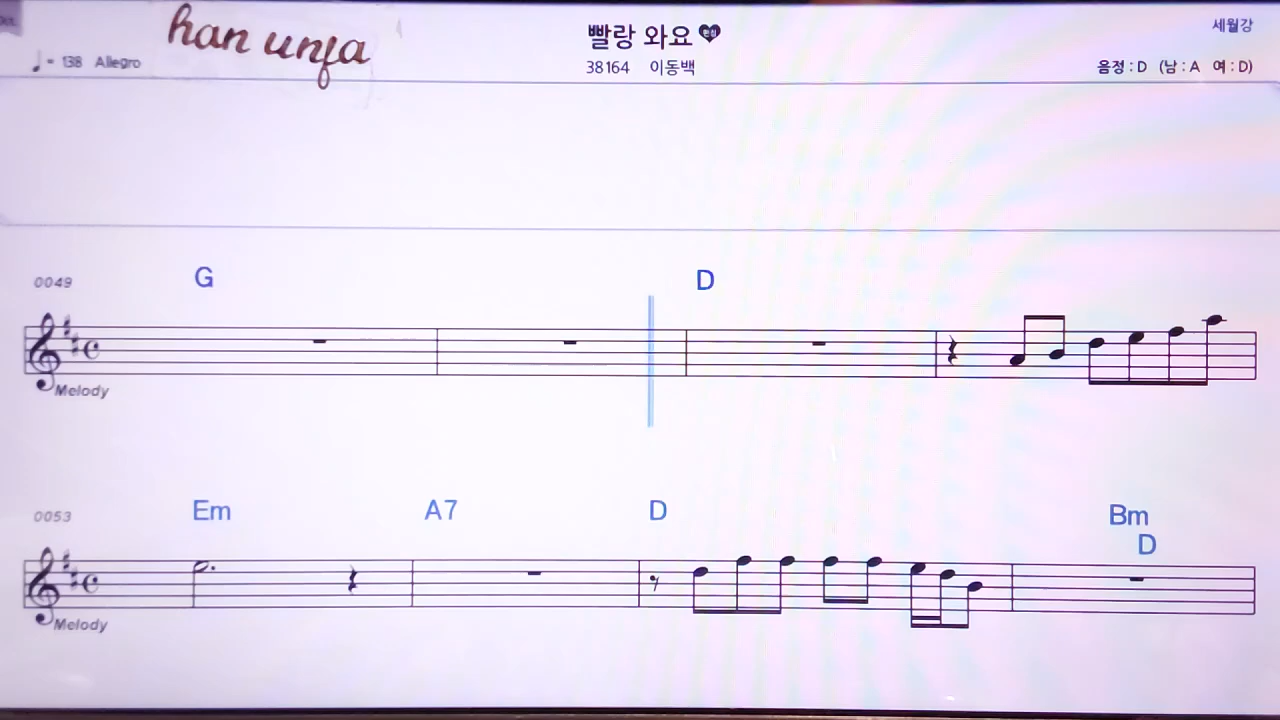 han unfa
빨랑 와요
세월강
♩= 138 Allegro
38164 이동백
음정 : D (남 : A 여 : D)
0049
G D
Melody
0053
Em A7 D Bm
D
Melody